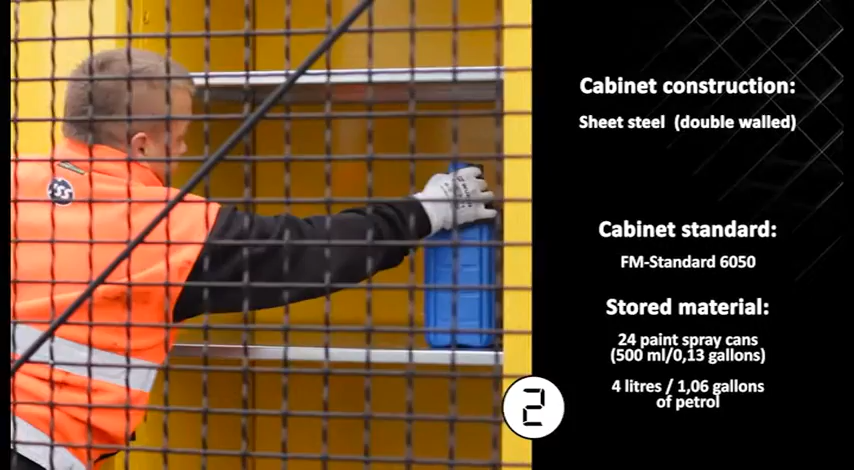 Cabinet construction:
Sheet steel (double walled)
Cabinet standard:
FM-Standard 6050
Stored material:
24 paint spray cans
(500 ml/0,13 gallons)
4 litres / 1,06 gallons
of petrol
2